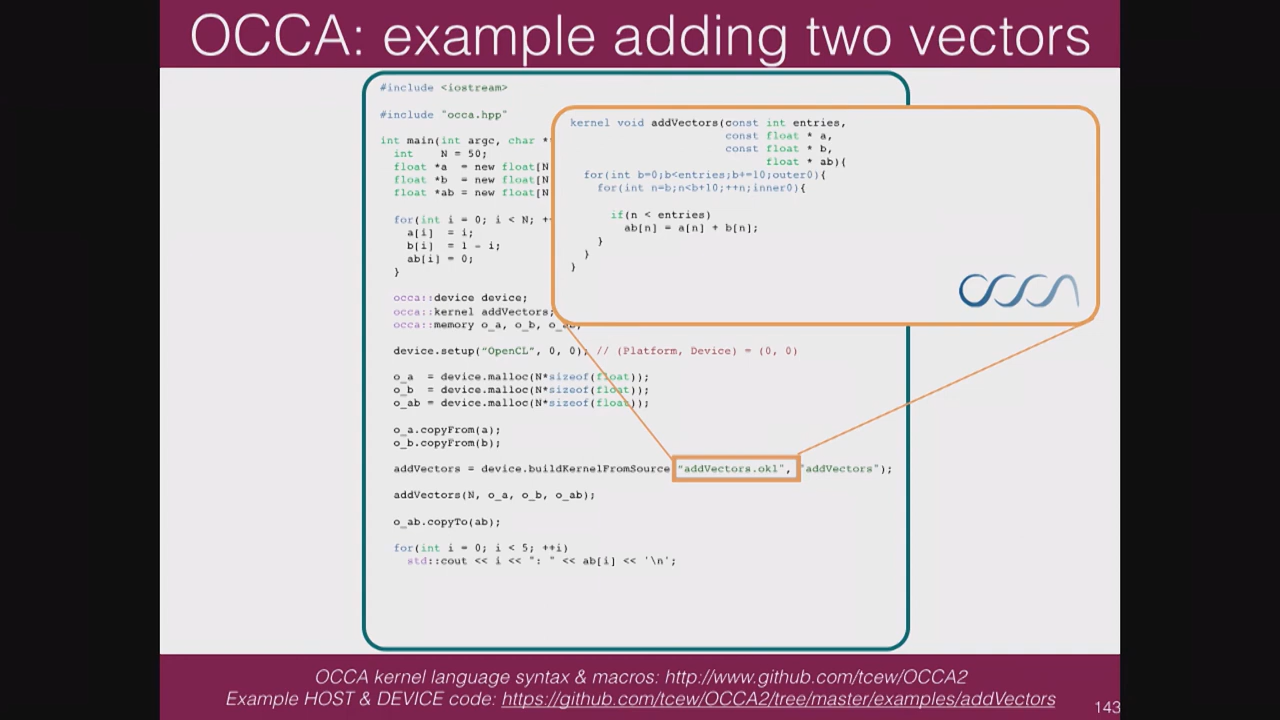 OCCA: example adding two vectors
#include <iostream>
#include "occa.hpp"
int main(int argc, char *
int N = 50;
float *a = new float[N
float *b = new float[N
float *ab = new float[N
for(int i = 0; i < N; +
a[i] = i;
b[i] = 1 - i;
ab[i] = 0;
}
occa::device device;
occa::kernel addVectors;
occa::memory o_a, o_b, o_ab;
device.setup("OpenCL", 0, 0); // (Platform, Device) = (0, 0)
o_a = device.malloc(N*sizeof(float));
o_b = device.malloc(N*sizeof(float));
o_ab = device.malloc(N*sizeof(float));
o_a.copyFrom(a);
o_b.copyFrom(b);
addVectors = device.buildKernelFromSource("addVectors.okl", "addVectors");
addVectors(N, o_a, o_b, o_ab);
o_ab.copyTo(ab);
for(int i = 0; i < 5; ++i)
std::cout << i << ": " << ab[i] << '\n';
kernel void addVectors(const int entries,
const float * a,
const float * b,
float * ab){
for(int b=0;b<entries;b+=10;outer0){
for(int n=b;n<b+10;++n;inner0){
if(n < entries)
ab[n] = a[n] + b[n];
}
}
}
OCCA
OCCA kernel language syntax & macros: http://www.github.com/tcew/OCCA2
Example HOST & DEVICE code: https://github.com/tcew/OCCA2/tree/master/examples/addVectors
143